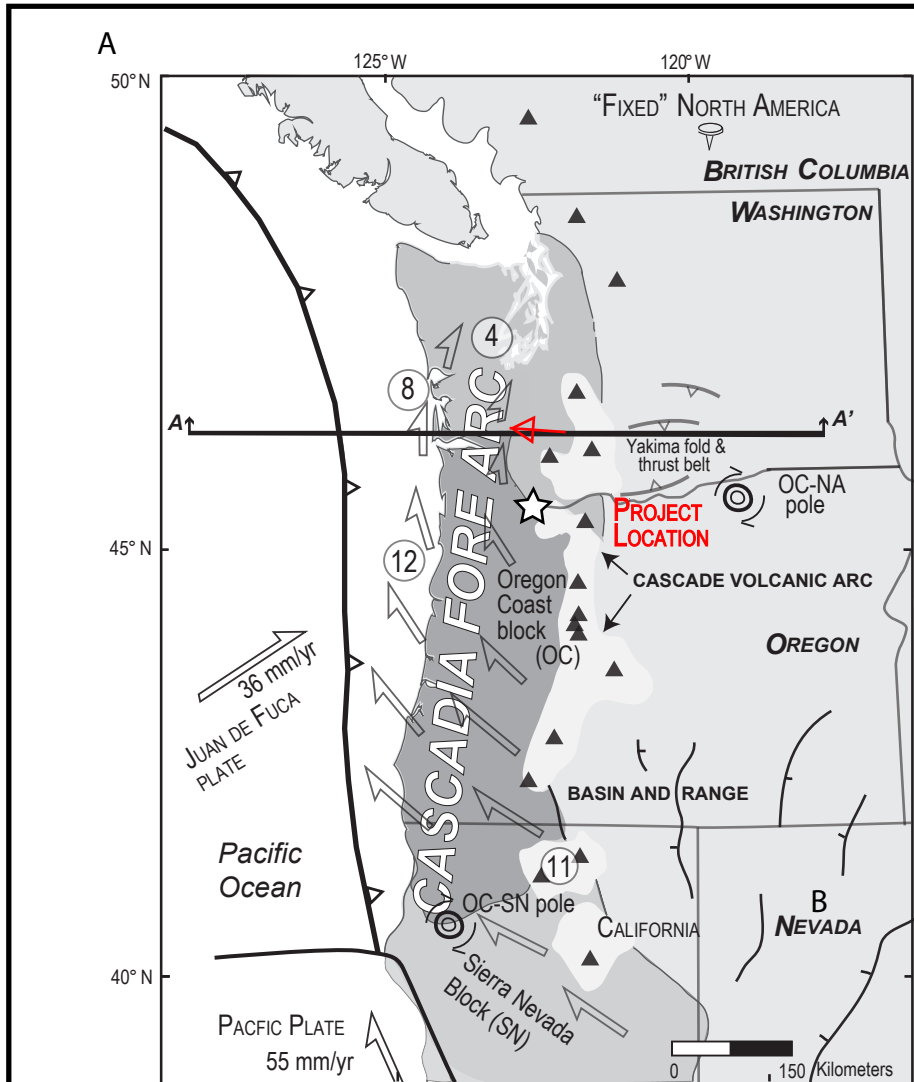 A
125°W
120°W
50° N
"FIXED" NORTH AMERICA
BRITISH COLUMBIA
WASHINGTON
4
8
A
A'
Yakima fold &
thrust belt
OC-NA
pole
PROJECT
LOCATION
45°N
12
Oregon
Coast
block
(OC)
CASCADE VOLCANIC ARC
OREGON
CASCADIA FORE ARC
36 mm/yr
JUAN DE FUCA
PLATE
BASIN AND RANGE
Pacific
Ocean
11
OC-SN pole
CALIFORNIA
B
NEVADA
40° N
Sierra Nevada
Block (SN)
PACFIC PLATE
55 mm/yr
0 150 Kilometers